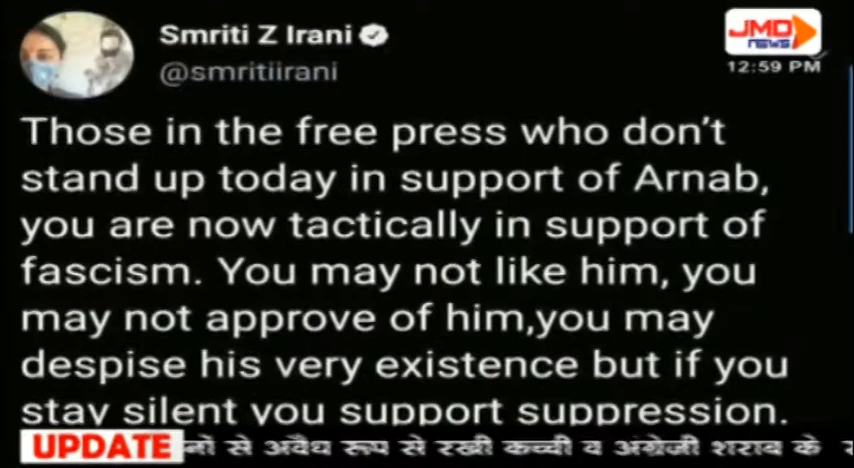 Smriti Z Irani
@smritiirani
JMD
NEWS
12:59 PM
Those in the free press who don't
stand up today in support of Arnab,
you are now tactically in support of
fascism. You may not like him, you
may not approve of him,you may
despise his very existence but if you
stay silent you support suppression.
UPDATE
नों से अवैध रूप से रखी कच्ची व अंग्रेजी शराब के